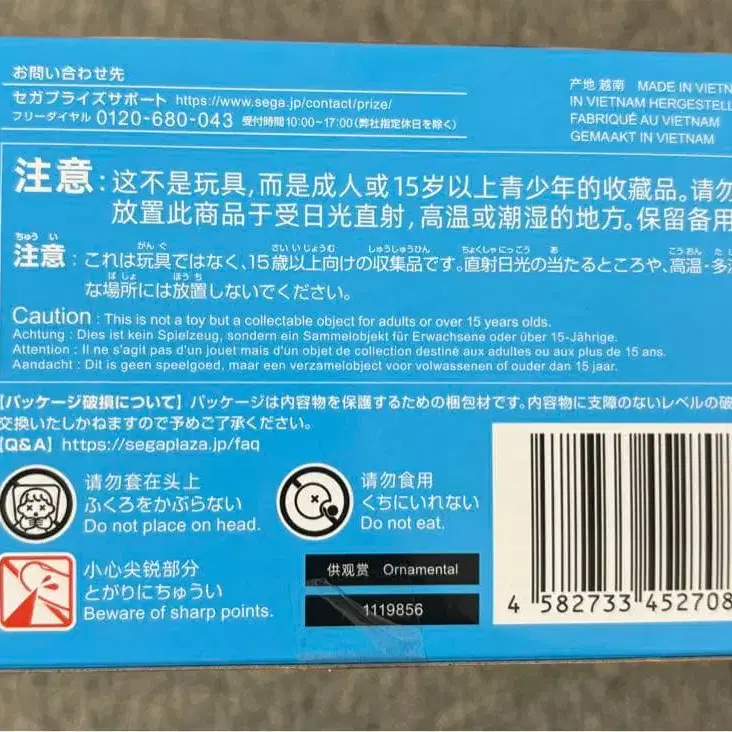 お問い合わせ先
セガプライズサポート https://www.sega.jp/contact/prize/
フリーダイヤル 0120-680-043 受付時間10:00~17:00(弊社指定休日を除く)
产地 越南 MADE IN VIETN
IN VIETNAM HERGESTELL
FABRIQUÉ AU VIETNAM
GEMAAKT IN VIETNAM
注意:这不是玩具,而是成人或15岁以上青少年的收藏品。请勿
放置此商品于受日光直射,高温或潮湿的地方。保留备用
注意:これは玩具ではなく、15歳以上向けの収集品です。直射日光の当たるところや、高温・多湿
な場所には放置しないでください。
Caution : This is not a toy but a collectable object for adults or over 15 years olds.
Achtung : Dies ist kein Spielzeug, sondern ein Sammelobjekt für Erwachsene oder über 15-Jährige.
Attention : Il ne s'agit pas d'un jouet mais d'un objet de collection destiné aux adultes ou aux plus de 15 ans.
Aandacht : Dit is geen speelgoed, maar een verzamelobject voor volwassenen of ouder dan 15 jaar.
【パッケージ破損について】パッケージは内容物を保護するための梱包材です。内容物に支障のないレベルの破
交換いたしかねますので予めご了承ください。
【Q&A】https://segaplaza.jp/faq
请勿套在头上
ふくろをかぶらない
Do not place on head.
请勿食用
くちにいれない
Do not eat.
小心尖锐部分
とがりにちゅうい
Beware of sharp points.
供观赏 Ornamental
1119856
4 582733 452708